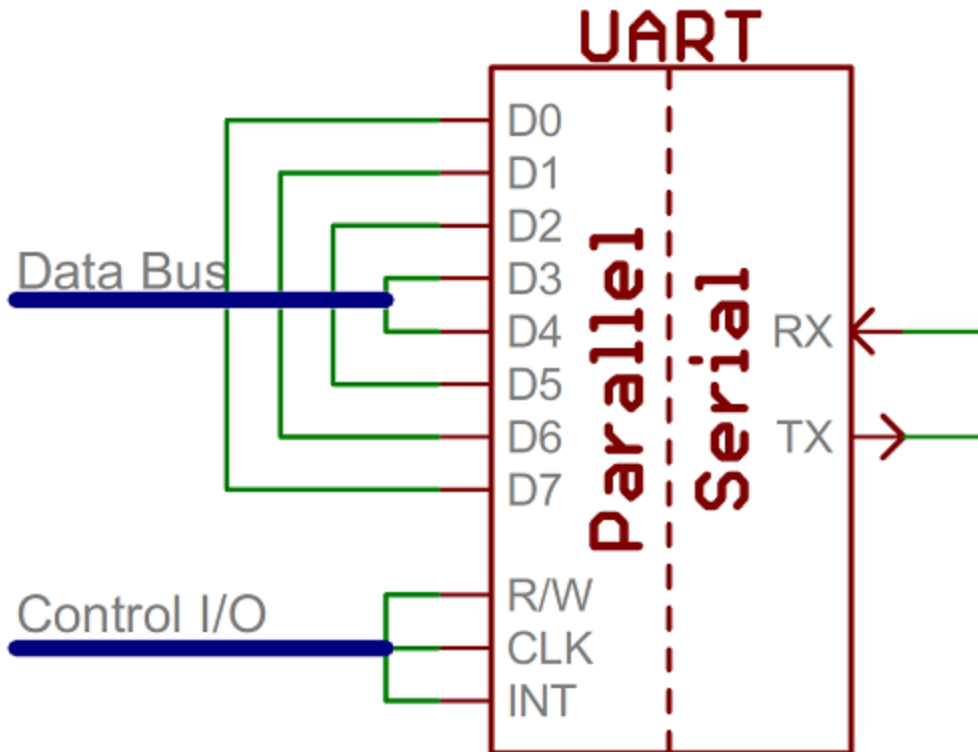 UART
D0
D1
D2
Data Bus
D3
D4
D5
D6
D7
Parallel
Serial
RX
TX
Control I/O
R/W
CLK
INT